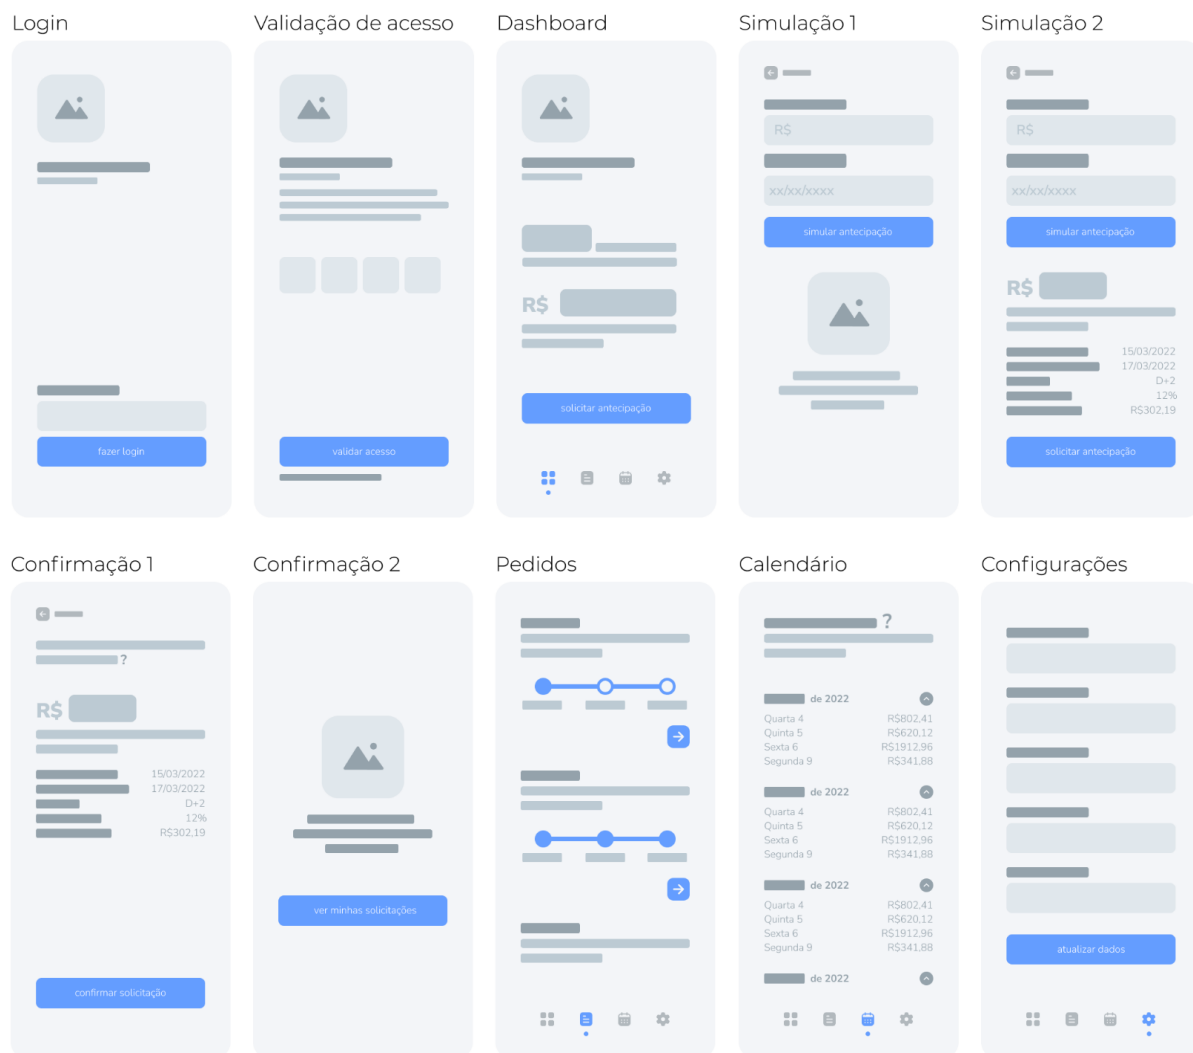 Login
fazer login
Validação de acesso
validar acesso
Dashboard
R$
solicitar antecipação
Simulação 1
R$
xx/xx/xxxx
simular antecipação
Simulação 2
R$
xx/xx/xxxx
simular antecipação
R$
15/03/2022
17/03/2022
D+2
12%
R$302,19
solicitar antecipação
Confirmação 1
?
R$
15/03/2022
17/03/2022
D+2
12%
R$302,19
confirmar solicitação
Confirmação 2
ver minhas solicitações
Pedidos
Calendário
?
de 2022
Quarta 4 R$802,41
Quinta 5 R$620,12
Sexta 6 R$1912,96
Segunda 9 R$341,88
de 2022
Quarta 4 R$802,41
Quinta 5 R$620,12
Sexta 6 R$1912,96
Segunda 9 R$341,88
de 2022
Quarta 4 R$802,41
Quinta 5 R$620,12
Sexta 6 R$1912,96
Segunda 9 R$341,88
de 2022
Configurações
atualizar dados